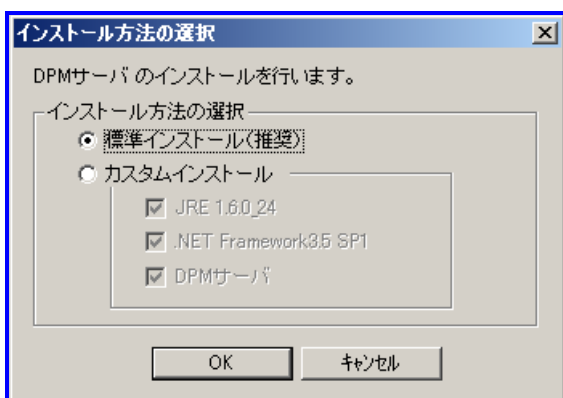 インストール方法の選択
DPMサーバ のインストールを行います。
インストール方法の選択
標準インストール(推奨)
カスタムインストール
JRE 1.6.0_24
.NET Framework3.5 SP1
DPMサーバ
OK
ｷｬﾝｾﾙ